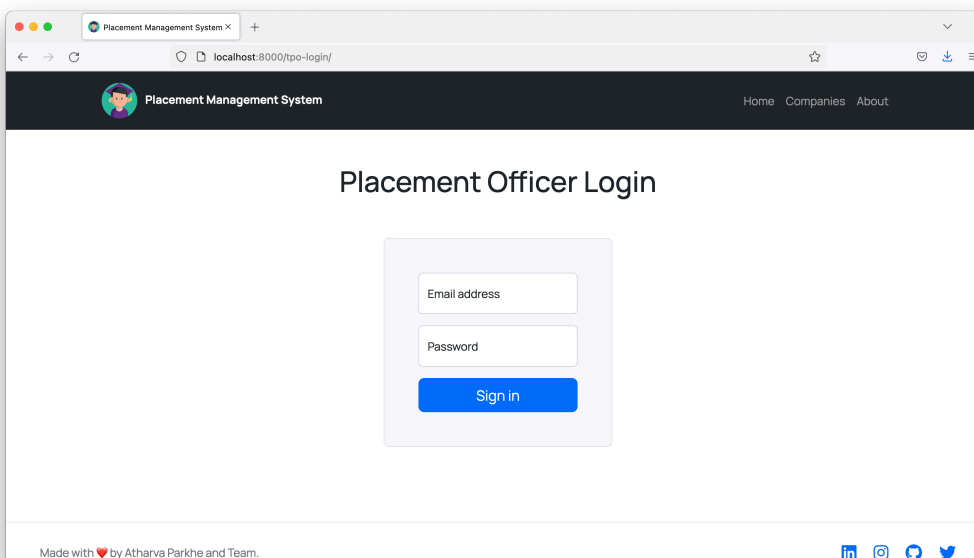 Placement Management System
localhost:8000/tpo-login/
Placement Management System
Home Companies About
Placement Officer Login
Email address
Password
Sign in
Made with ❤️ by Atharva Parkhe and Team.